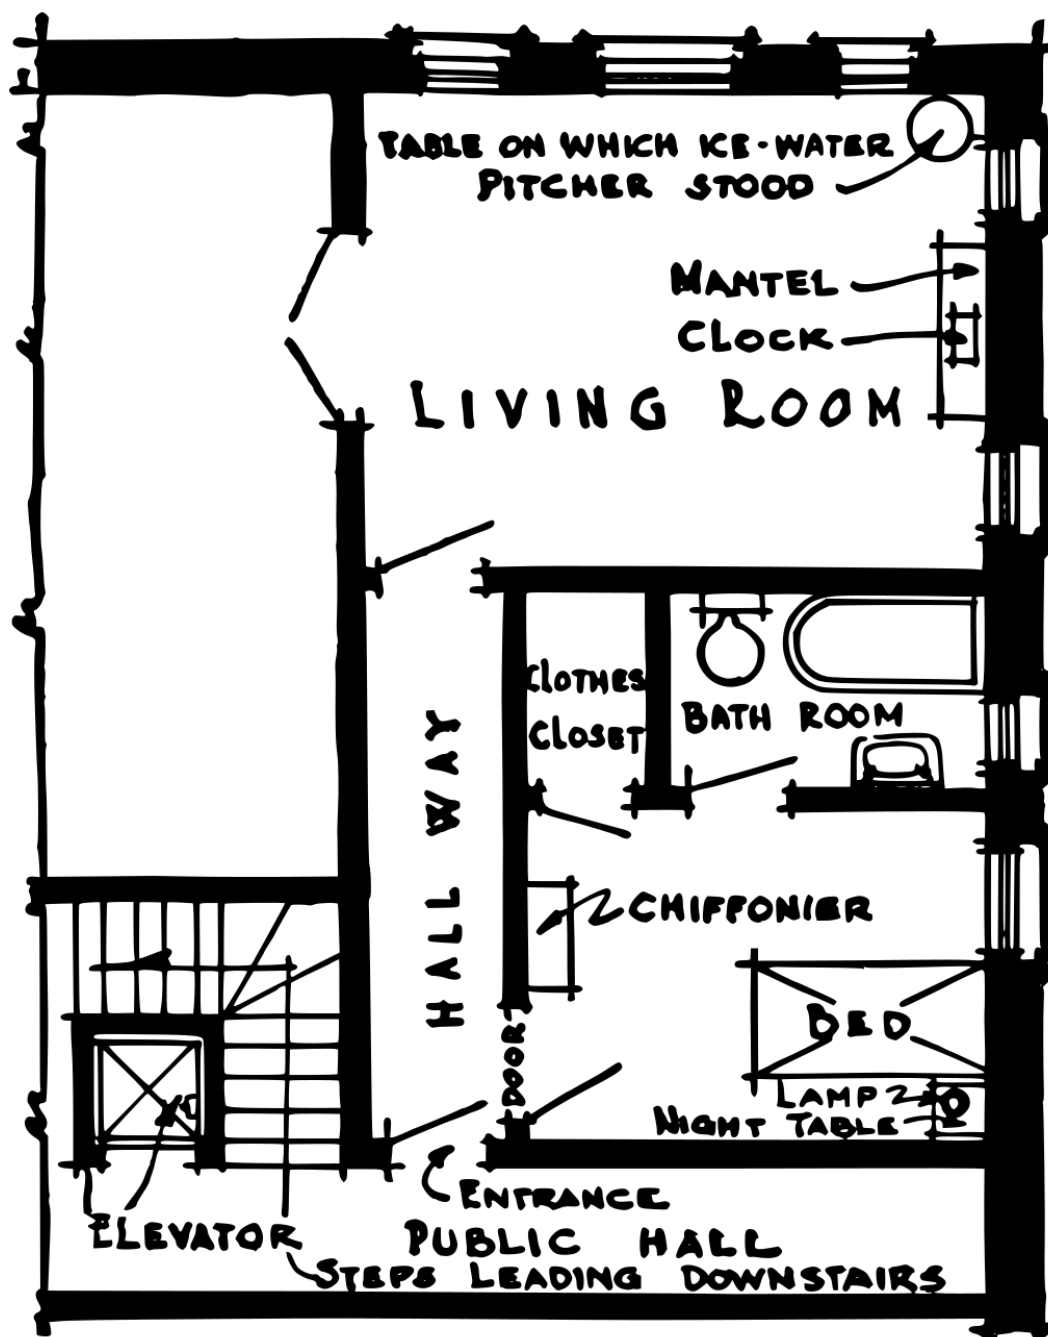 TABLE ON WHICH ICE-WATER
PITCHER STOOD
MANTEL
CLOCK
LIVING ROOM
CLOTHES
CLOSET
BATH ROOM
HALL WAY
CHIFFONIER
BED
DOOR
LAMP
NIGHT TABLE
ENTRANCE
ELEVATOR
PUBLIC HALL
STEPS LEADING DOWNSTAIRS